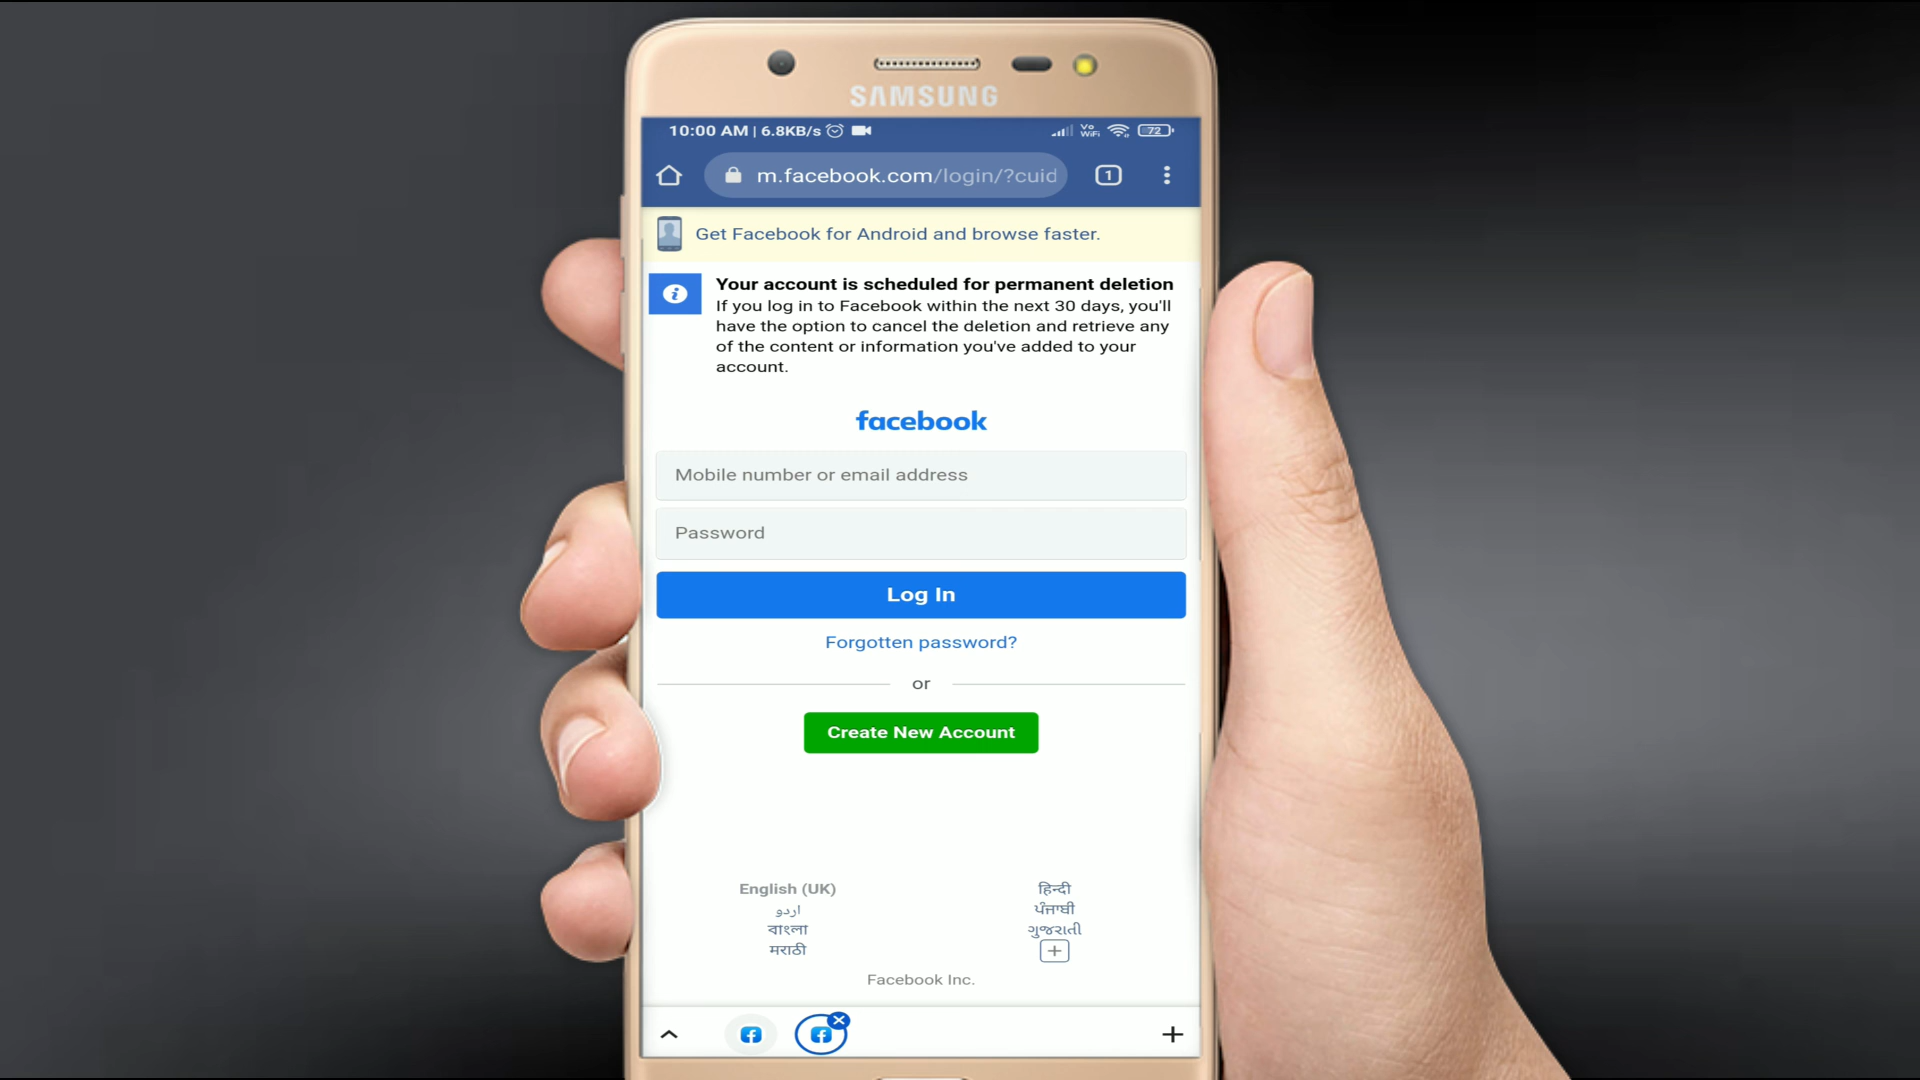 SAMSUNG
10:00 AM | 6.8KB/s
Vo WiFi 72
m.facebook.com/login/?cuid
1
Get Facebook for Android and browse faster.
Your account is scheduled for permanent deletion
If you log in to Facebook within the next 30 days, you'll
have the option to cancel the deletion and retrieve any
of the content or information you've added to your
account.
facebook
Mobile number or email address
Password
Log In
Forgotten password?
or
Create New Account
English (UK)
हिन्दी
اردو
ਪੰਜਾਬੀ
বাংলা
ગુજરાતી
मराठी
Facebook Inc.